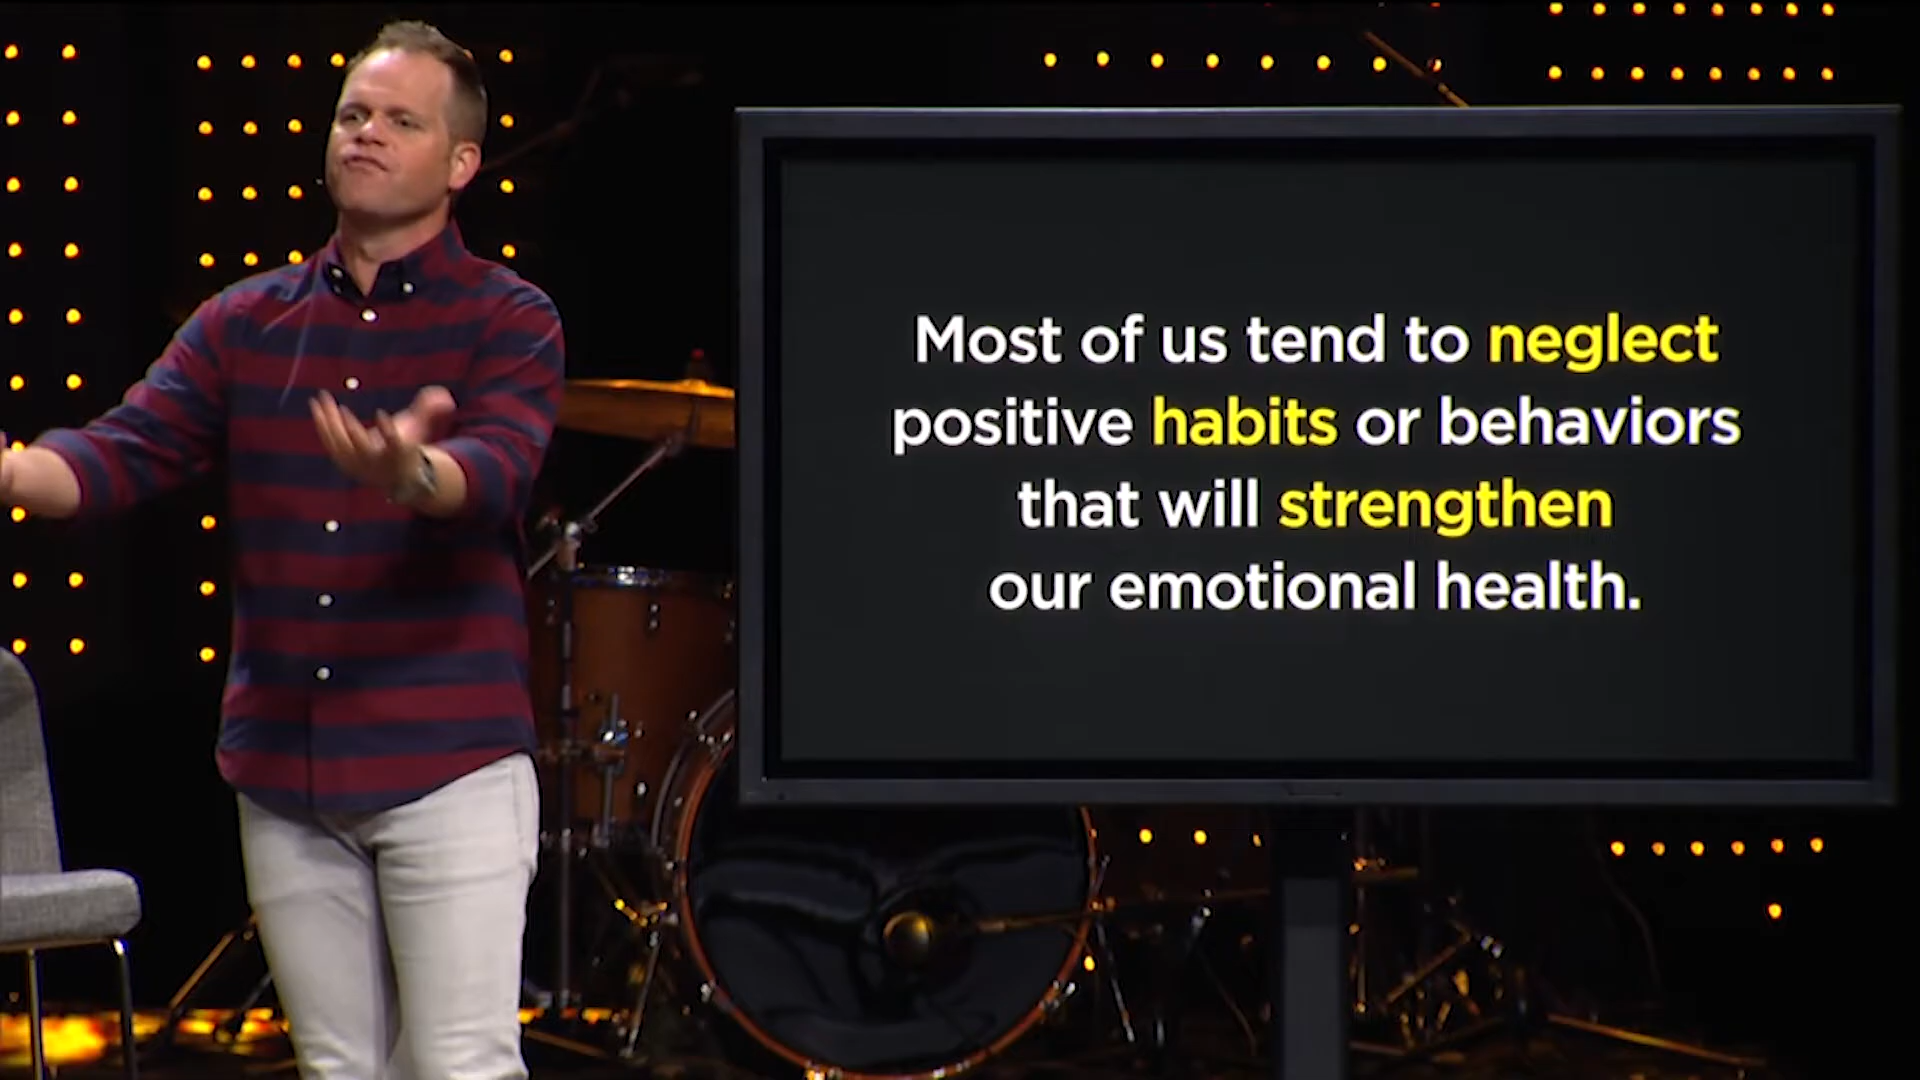 Most of us tend to neglect
positive habits or behaviors
that will strengthen
our emotional health.